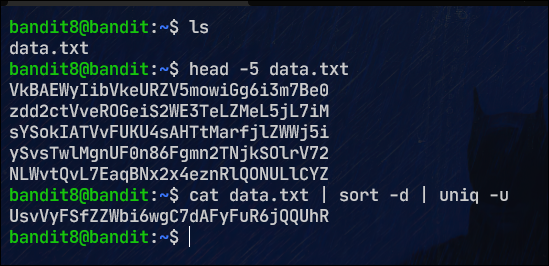 bandit8@bandit:~$ ls
data.txt
bandit8@bandit:~$ head -5 data.txt
VkBAEWyIibVkeURZV5mowiGg6i3m7Be0
zdd2ctVveROGeiS2WE3TeLZMeL5jL7iM
sYSokIATVvFUKU4sAHTtMarfjlZWWj5i
ySvsTwlMgnUF0n86Fgmn2TNjkSOlrV72
NLWvtQvL7EaqBNx2x4eznRlQONULlCYZ
bandit8@bandit:~$ cat data.txt | sort -d | uniq -u
UsvVyFSfZZWbi6wgC7dAFyFuR6jQQUhR
bandit8@bandit:~$